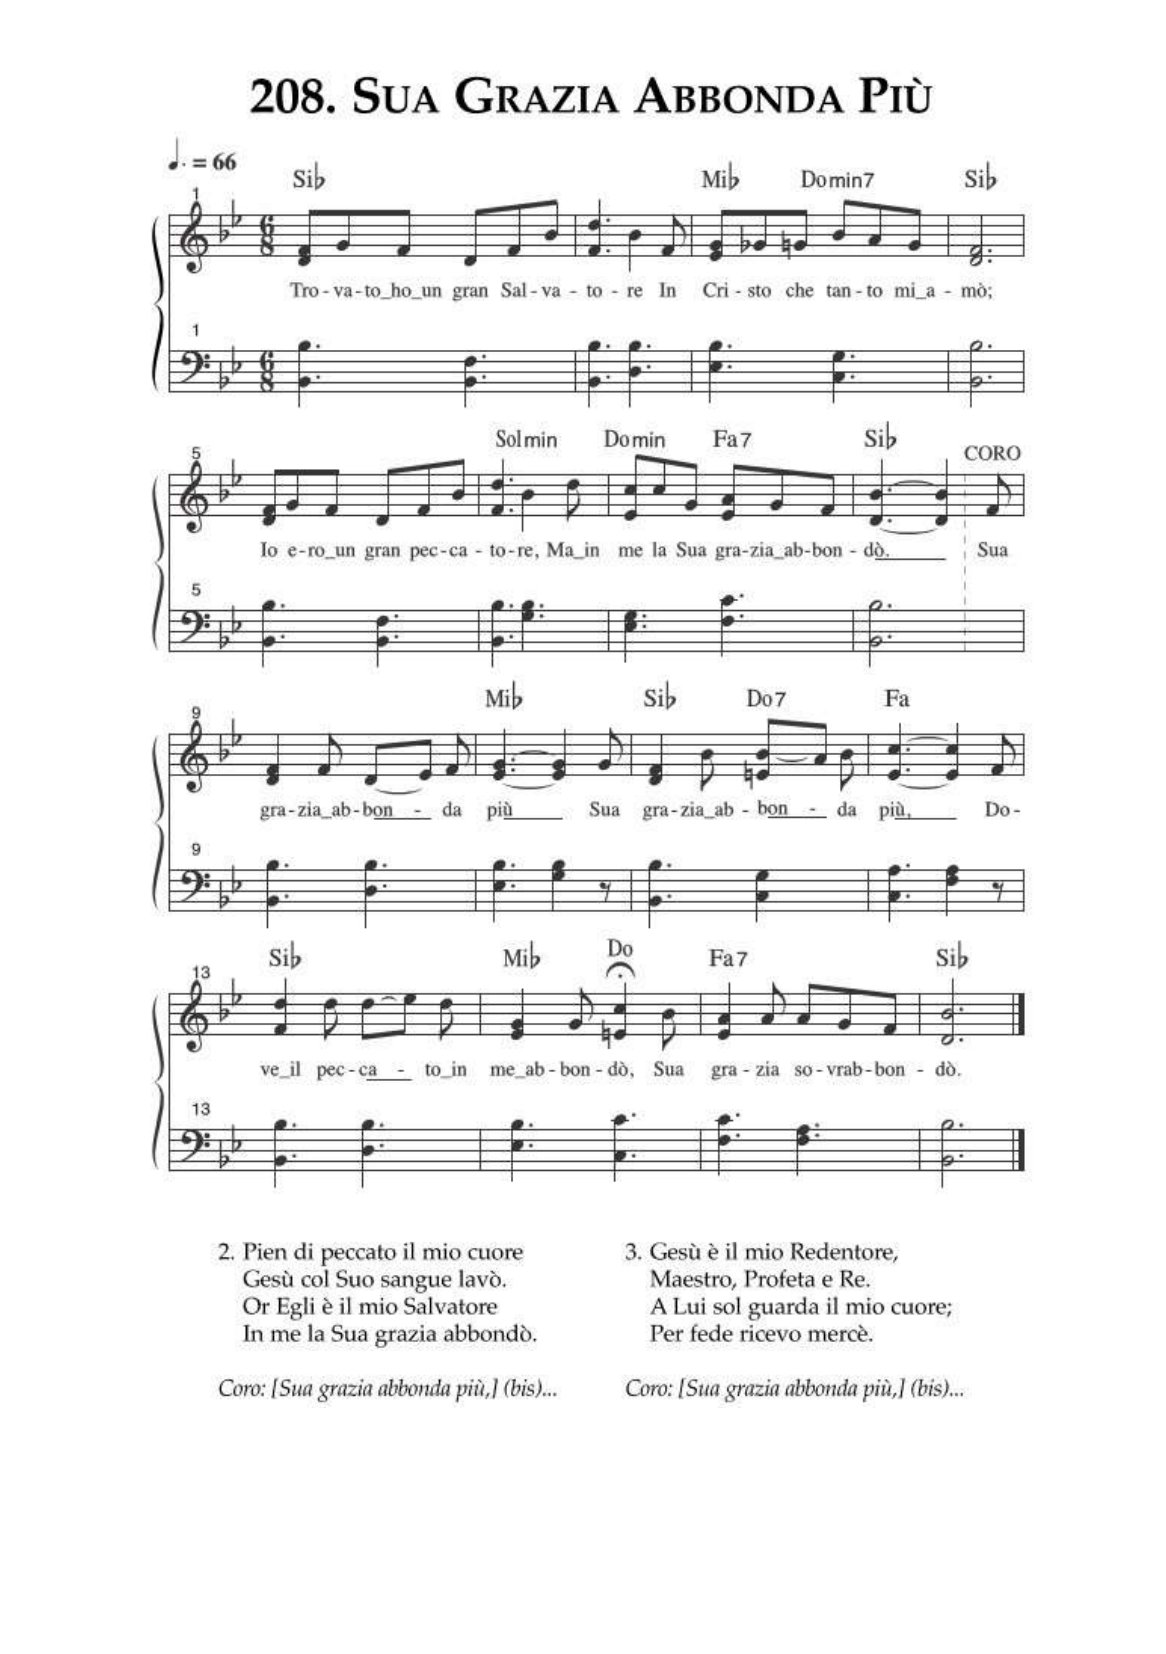 208. SUA GRAZIA ABBONDA PIÙ
♩. = 66
Si♭ Mi♭ Domin7 Si♭
1
6/8
Tro-va-to_ho_un gran Sal-va-to-re In Cri-sto che tan-to mi_a-mò;
1
6/8
Solmin Domin Fa7 Si♭ CORO
5
Io e-ro_un gran pec-ca-to-re, Ma_in me la Sua gra-zia_ab-bon-dò. Sua
5
Mi♭ Si♭ Do7 Fa
9
gra-zia_ab-bon-da più Sua gra-zia_ab-bon-da più, Do-
9
Si♭ Mi♭ Do Fa7 Si♭
13
ve_il pec-ca-to_in me_ab-bon-dò, Sua gra-zia so-vrab-bon-dò.
13
2. Pien di peccato il mio cuore
Gesù col Suo sangue lavò.
Or Egli è il mio Salvatore
In me la Sua grazia abbondò.
Coro: [Sua grazia abbonda più,] (bis)...
3. Gesù è il mio Redentore,
Maestro, Profeta e Re.
A Lui sol guarda il mio cuore;
Per fede ricevo mercè.
Coro: [Sua grazia abbonda più,] (bis)...